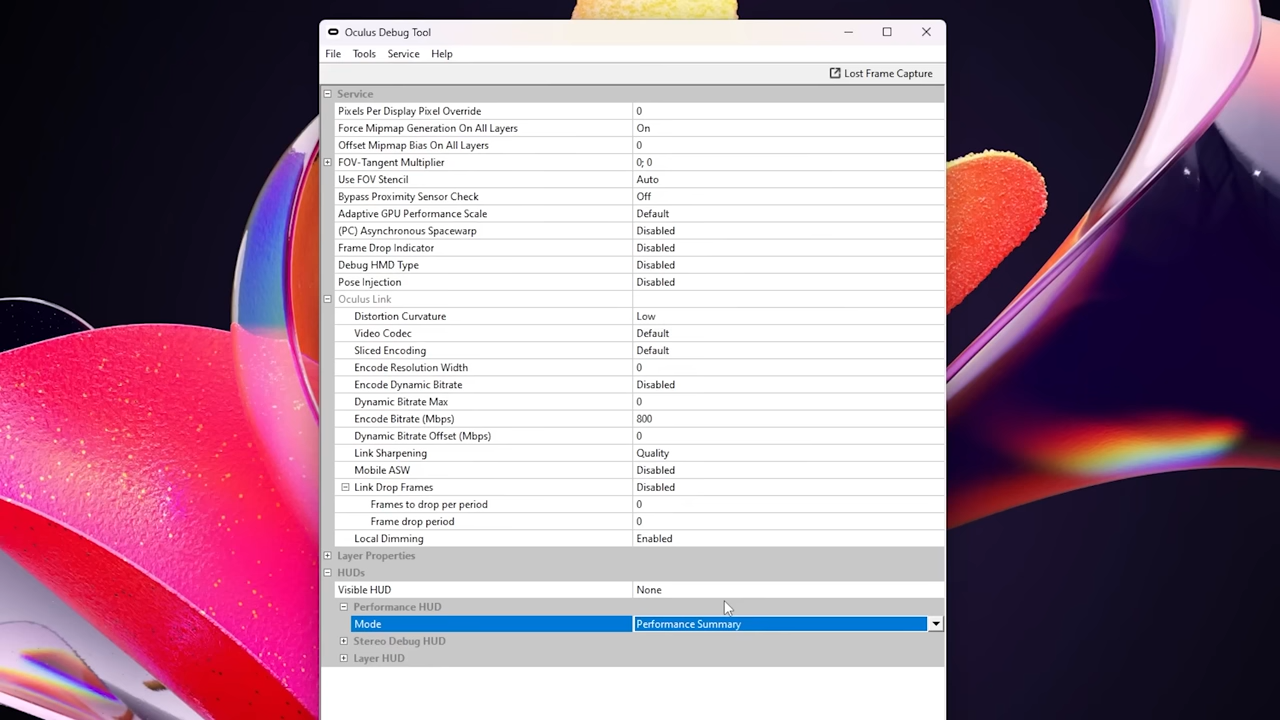 Oculus Debug Tool
File Tools Service Help
Lost Frame Capture
Service
Pixels Per Display Pixel Override 0
Force Mipmap Generation On All Layers On
Offset Mipmap Bias On All Layers 0
FOV-Tangent Multiplier 0; 0
Use FOV Stencil Auto
Bypass Proximity Sensor Check Off
Adaptive GPU Performance Scale Default
(PC) Asynchronous Spacewarp Disabled
Frame Drop Indicator Disabled
Debug HMD Type Disabled
Pose Injection Disabled
Oculus Link
Distortion Curvature Low
Video Codec Default
Sliced Encoding Default
Encode Resolution Width 0
Encode Dynamic Bitrate Disabled
Dynamic Bitrate Max 0
Encode Bitrate (Mbps) 800
Dynamic Bitrate Offset (Mbps) 0
Link Sharpening Quality
Mobile ASW Disabled
Link Drop Frames Disabled
Frames to drop per period 0
Frame drop period 0
Local Dimming Enabled
Layer Properties
HUDs
Visible HUD None
Performance HUD
Mode Performance Summary
Stereo Debug HUD
Layer HUD